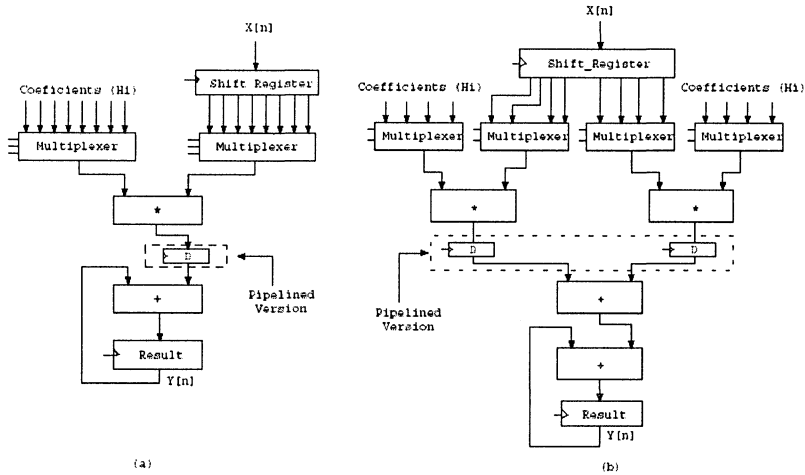 X[n]
Shift Register
Coeficients (Hi)
Multiplexer
Multiplexer
*
D
Pipelined
Version
+
Result
Y[n]
(a)
X[n]
Shift_Register
Coefficients (Hi)
Coefficients (Hi)
Multiplexer
Multiplexer
Multiplexer
Multiplexer
*
*
D
D
Pipelined
Version
+
+
Result
Y[n]
(b)